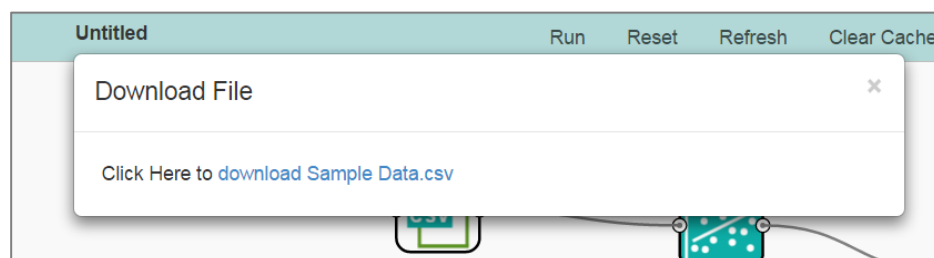 Untitled
Run Reset Refresh Clear Cache
Download File ×
Click Here to download Sample Data.csv
CSV